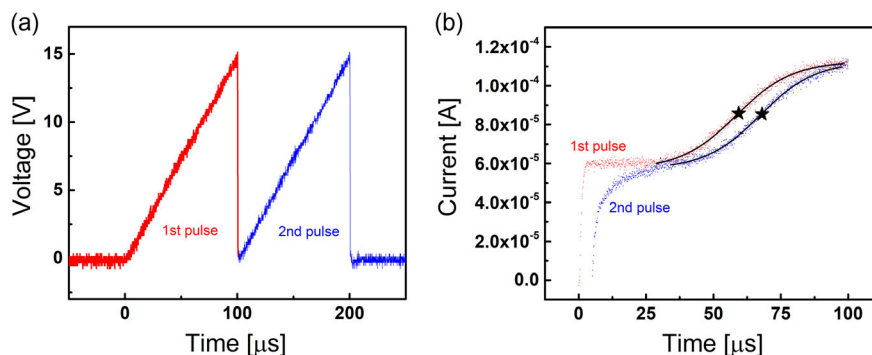 (a)
Voltage [V]
15
10
5
0
1st pulse
2nd pulse
0
100
200
Time [μs]
(b)
Current [A]
1.2x10⁻⁴
1.0x10⁻⁴
8.0x10⁻⁵
6.0x10⁻⁵
4.0x10⁻⁵
2.0x10⁻⁵
0.0
1st pulse
2nd pulse
0
25
50
75
100
Time [μs]